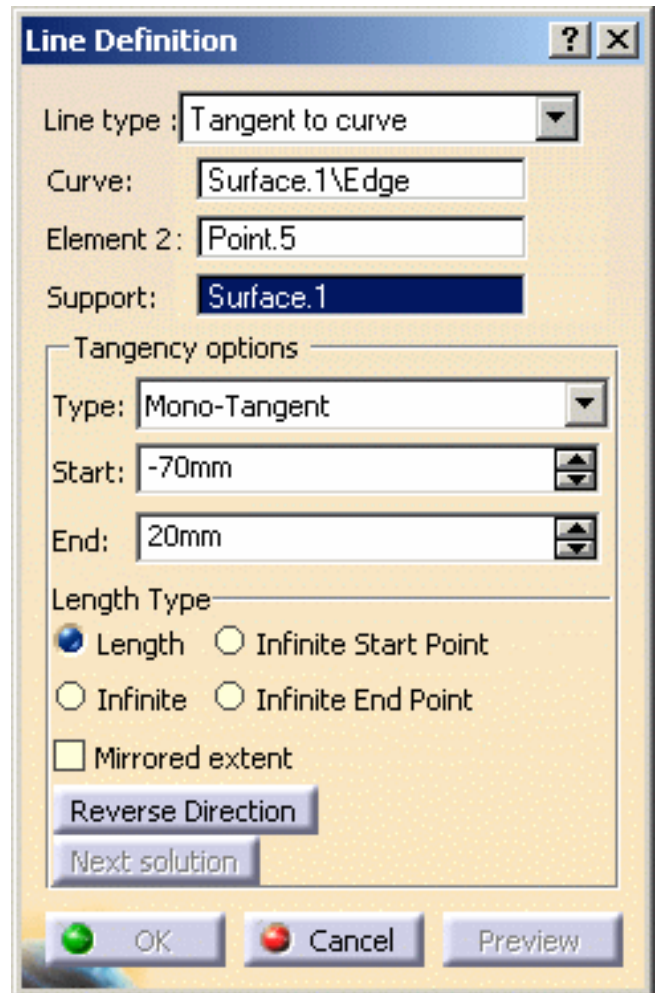 Line Definition ? X
Line type : Tangent to curve
Curve: Surface.1\Edge
Element 2: Point.5
Support: Surface.1
Tangency options
Type: Mono-Tangent
Start: -70mm
End: 20mm
Length Type
Length Infinite Start Point
Infinite Infinite End Point
Mirrored extent
Reverse Direction
Next solution
OK Cancel Preview